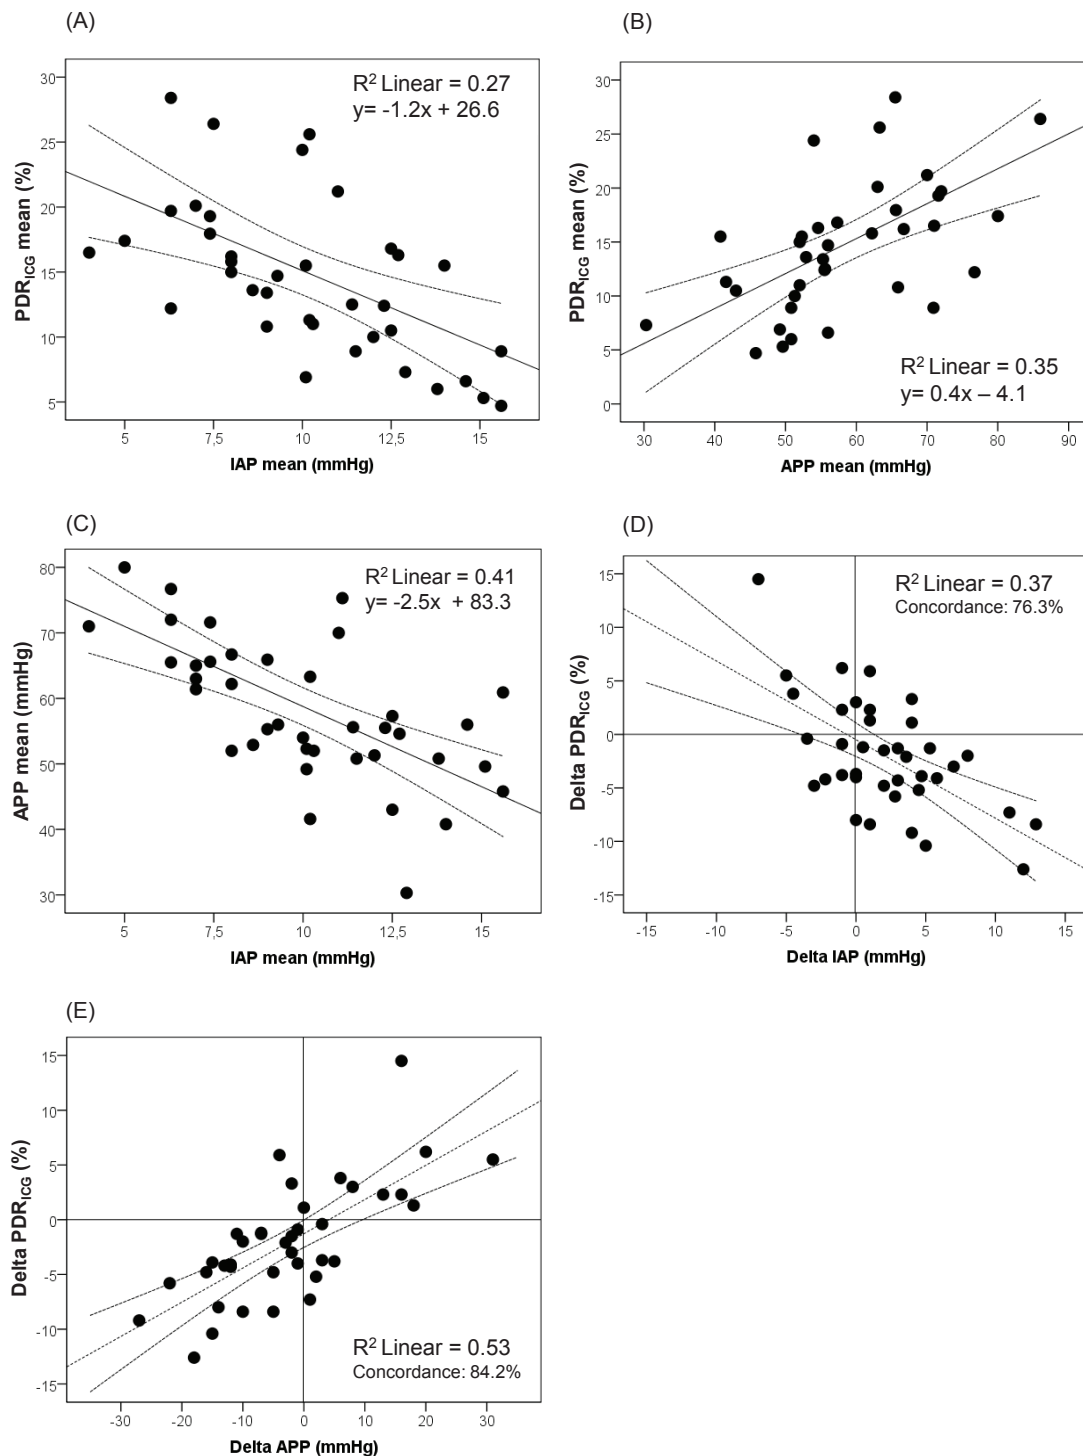 (A)
R² Linear = 0.27
y= -1.2x + 26.6
PDR_ICG mean (%)
30
25
20
15
10
5
5
7,5
10
12,5
15
IAP mean (mmHg)
(B)
PDR_ICG mean (%)
30
25
20
15
10
5
0
R² Linear = 0.35
y= 0.4x – 4.1
30
40
50
60
70
80
90
APP mean (mmHg)
(C)
R² Linear = 0.41
y= -2.5x + 83.3
APP mean (mmHg)
80
70
60
50
40
30
5
7,5
10
12,5
15
IAP mean (mmHg)
(D)
R² Linear = 0.37
Concordance: 76.3%
Delta PDR_ICG (%)
15
10
5
0
-5
-10
-15
-15
-10
-5
0
5
10
15
Delta IAP (mmHg)
(E)
Delta PDR_ICG (%)
15
10
5
0
-5
-10
-15
R² Linear = 0.53
Concordance: 84.2%
-30
-20
-10
0
10
20
30
Delta APP (mmHg)